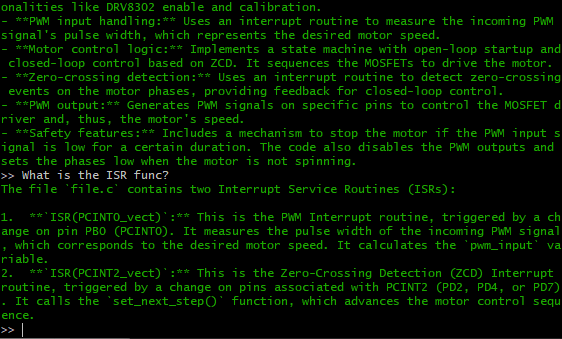 onalities like DRV8302 enable and calibration.
- **PWM input handling:** Uses an interrupt routine to measure the incoming PWM
signal's pulse width, which represents the desired motor speed.
- **Motor control logic:** Implements a state machine with open-loop startup and
 closed-loop control based on ZCD. It sequences the MOSFETs to drive the motor.
- **Zero-crossing detection:** Uses an interrupt routine to detect zero-crossing
 events on the motor phases, providing feedback for closed-loop control.
- **PWM output:** Generates PWM signals on specific pins to control the MOSFET d
river and, thus, the motor's speed.
- **Safety features:** Includes a mechanism to stop the motor if the PWM input s
ignal is low for a certain duration. The code also disables the PWM outputs and
sets the phases low when the motor is not spinning.
>> What is the ISR func?
The file `file.c` contains two Interrupt Service Routines (ISRs):
1.  **`ISR(PCINT0_vect)`:** This is the PWM Interrupt routine, triggered by a ch
ange on pin PB0 (PCINT0). It measures the pulse width of the incoming PWM signal
, which corresponds to the desired motor speed. It calculates the `pwm_input` va
riable.
2.  **`ISR(PCINT2_vect)`:** This is the Zero-Crossing Detection (ZCD) Interrupt
routine, triggered by a change on pins associated with PCINT2 (PD2, PD4, or PD7)
. It calls the `set_next_step()` function, which advances the motor control sequ
ence.
>>